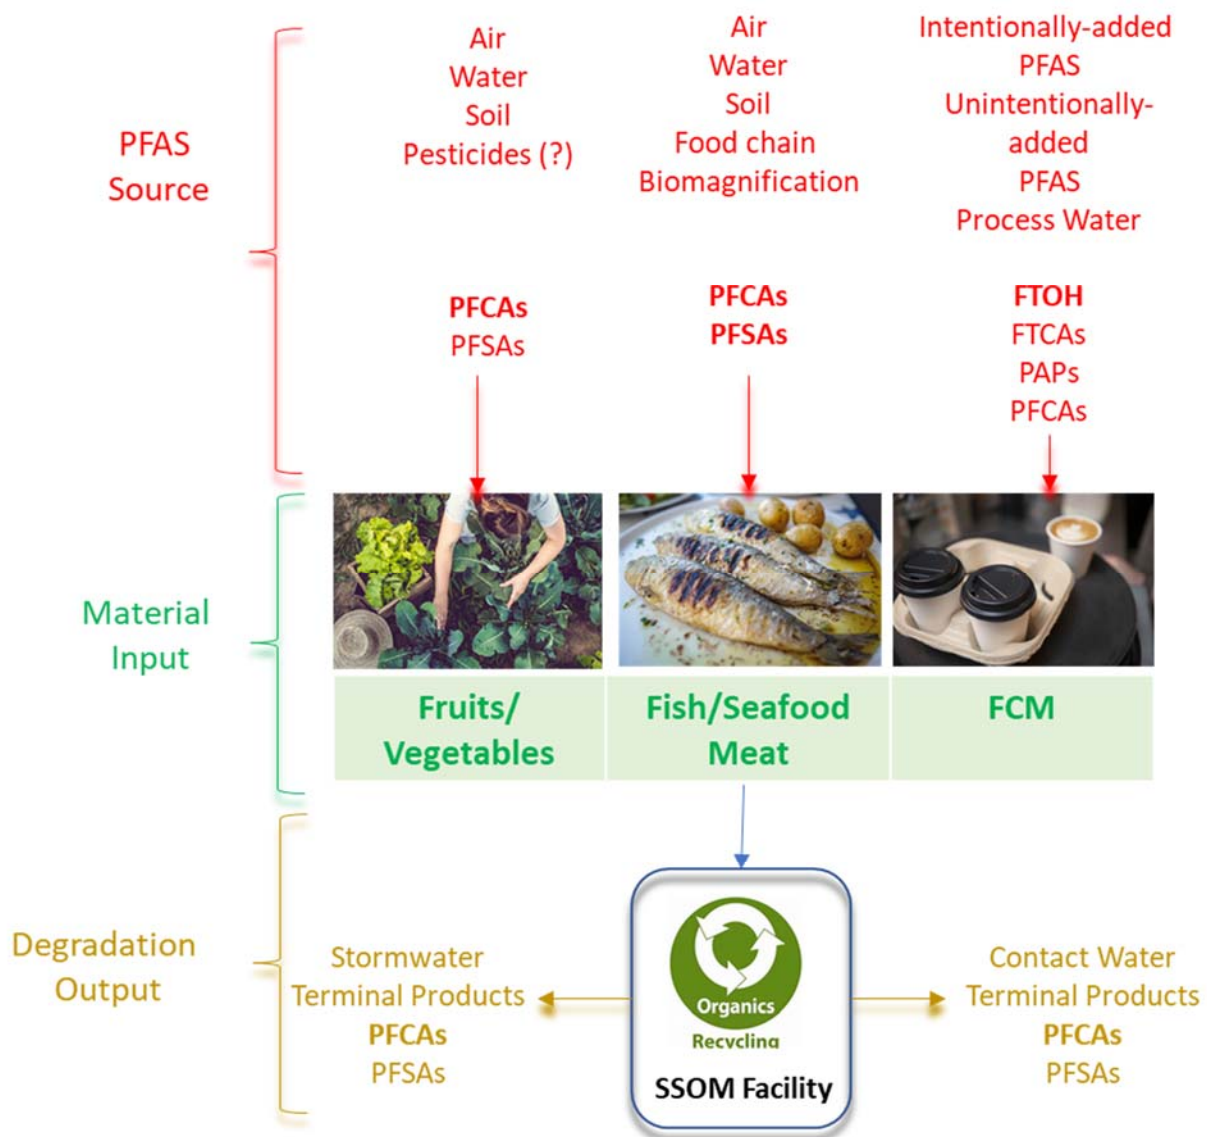 PFAS
Source
Air
Water
Soil
Pesticides (?)
PFCAs
PFSAs
Air
Water
Soil
Food chain
Biomagnification
PFCAs
PFSAs
Intentionally-added
PFAS
Unintentionally-
added
PFAS
Process Water
FTOH
FTCAs
PAPs
PFCAs
Material
Input
Fruits/
Vegetables
Fish/Seafood
Meat
FCM
Degradation
Output
Stormwater
Terminal Products
PFCAs
PFSAs
Organics
Recycling
SSOM Facility
Contact Water
Terminal Products
PFCAs
PFSAs